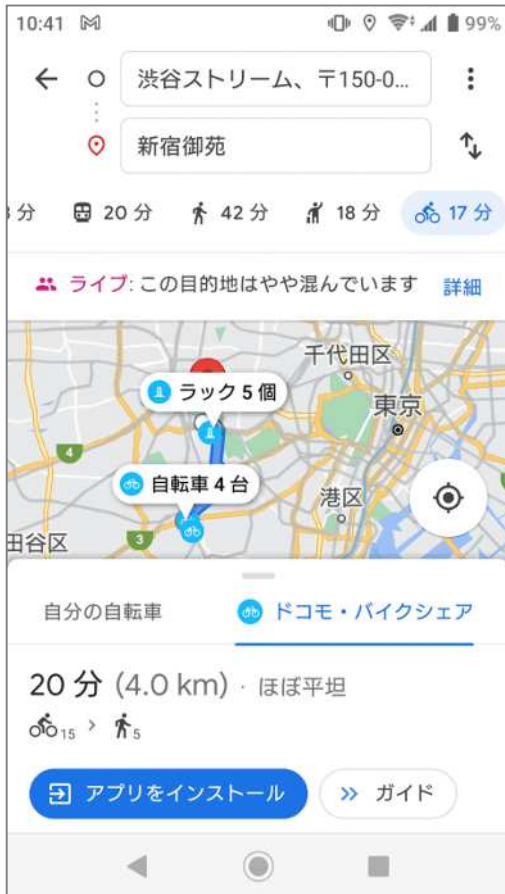 10:41 99%
渋谷ストリーム、〒150-0...
新宿御苑
分 20 分 42 分 18 分 17 分
ライブ: この目的地はやや混んでいます 詳細
千代田区
ラック 5 個
東京
4
自転車 4 台
港区
田谷区
3
自分の自転車 ドコモ・バイクシェア
20 分 (4.0 km) · ほぼ平坦
15 > 5
アプリをインストール ガイド